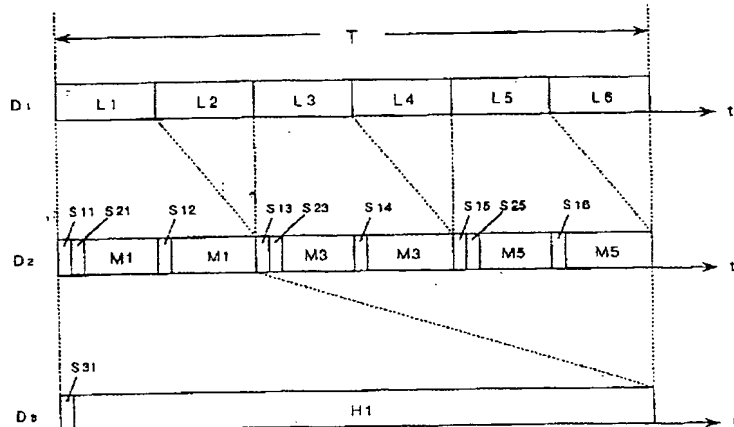 T
D1 L1 L2 L3 L4 L5 L6 t
S11 S21 S12 S13 S23 S14 S15 S25 S16
D2 M1 M1 M3 M3 M5 M5 t
S31
D3 H1